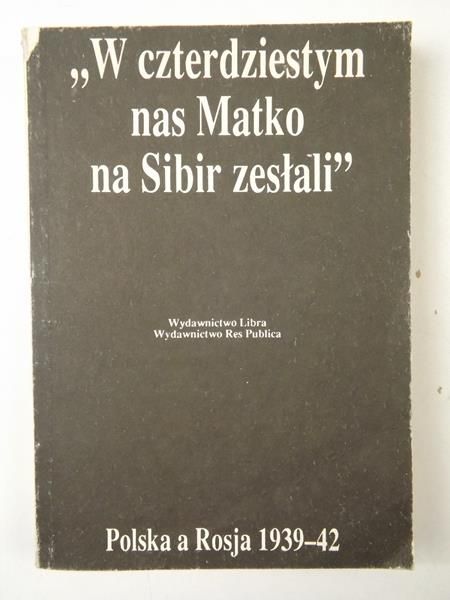 „W czterdziestym
nas Matko
na Sibir zesłali”
Wydawnictwo Libra
Wydawnictwo Res Publica
Polska a Rosja 1939–42